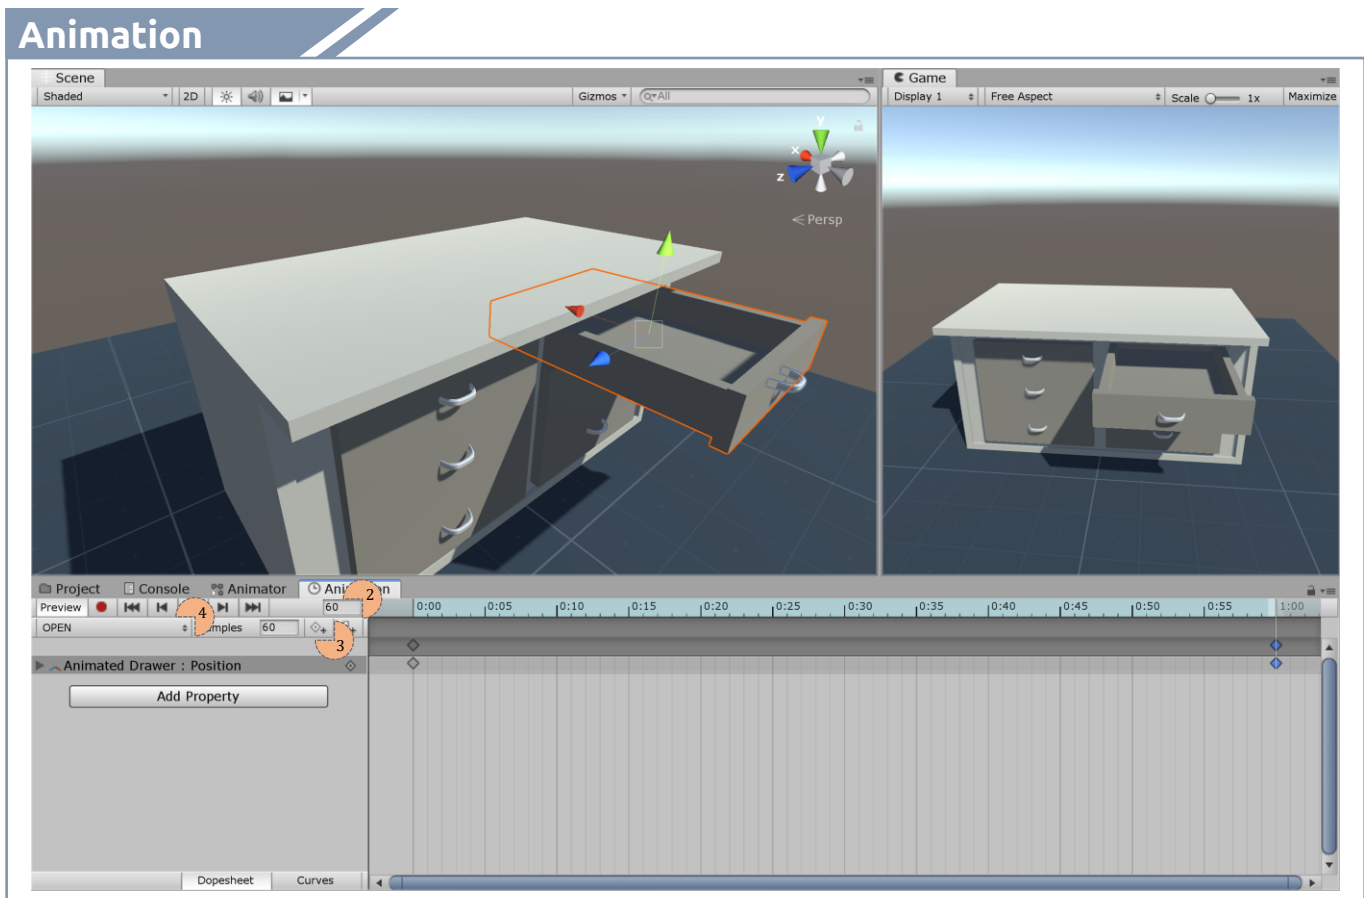 Animation
Scene
Game
Shaded
2D
Gizmos
All
Display 1
Free Aspect
Scale
1x
Maximize
y
x
z
Persp
Project
Console
Animator
2
Preview
4
60
0:00
0:05
0:10
0:15
0:20
0:25
0:30
0:35
0:40
0:45
0:50
0:55
1:00
OPEN
60
3
Animated Drawer : Position
Add Property
Dopesheet
Curves